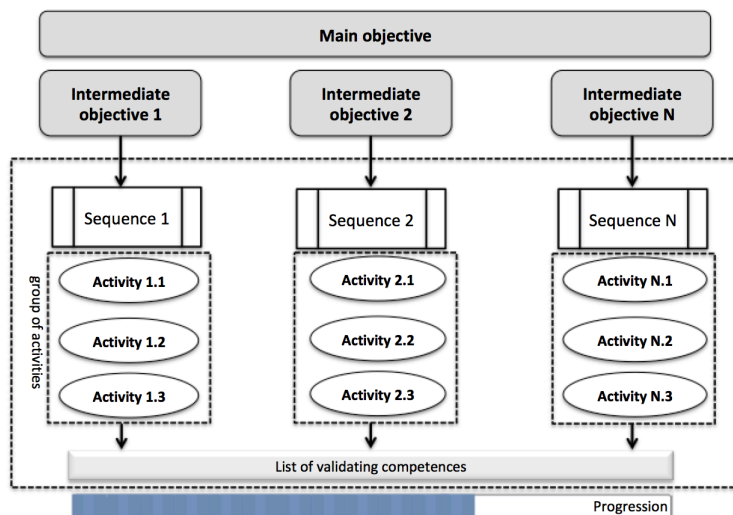 Main objective
Intermediate
objective 1
Intermediate
objective 2
Intermediate
objective N
Sequence 1
Sequence 2
Sequence N
group of activities
Activity 1.1
Activity 2.1
Activity N.1
Activity 1.2
Activity 2.2
Activity N.2
Activity 1.3
Activity 2.3
Activity N.3
List of validating competences
Progression